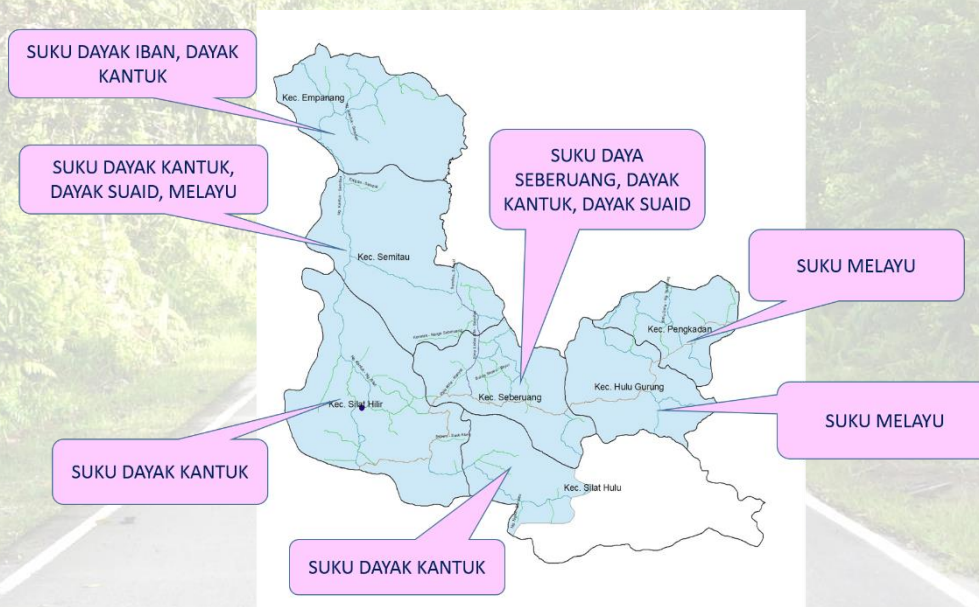 SUKU DAYAK IBAN, DAYAK
KANTUK
Kec. Empanang
SUKU DAYAK KANTUK,
DAYAK SUAID, MELAYU
SUKU DAYA
SEBERUANG, DAYAK
KANTUK, DAYAK SUAID
Kec. Semitau
SUKU MELAYU
Kec. Pengkadan
Kec. Hulu Gurung
Kec. Seberuang
Kec. Silat Hilir
SUKU MELAYU
SUKU DAYAK KANTUK
Kec. Silat Hulu
SUKU DAYAK KANTUK